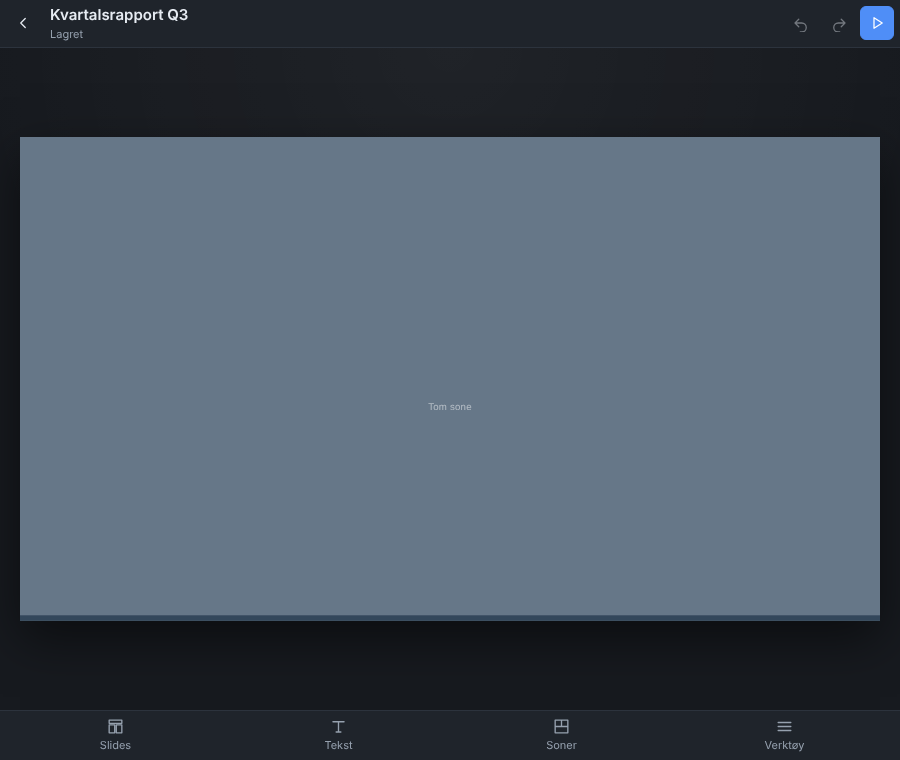 Kvartalsrapport Q3
Lagret
Tom sone
Slides
Tekst
Soner
Verktøy